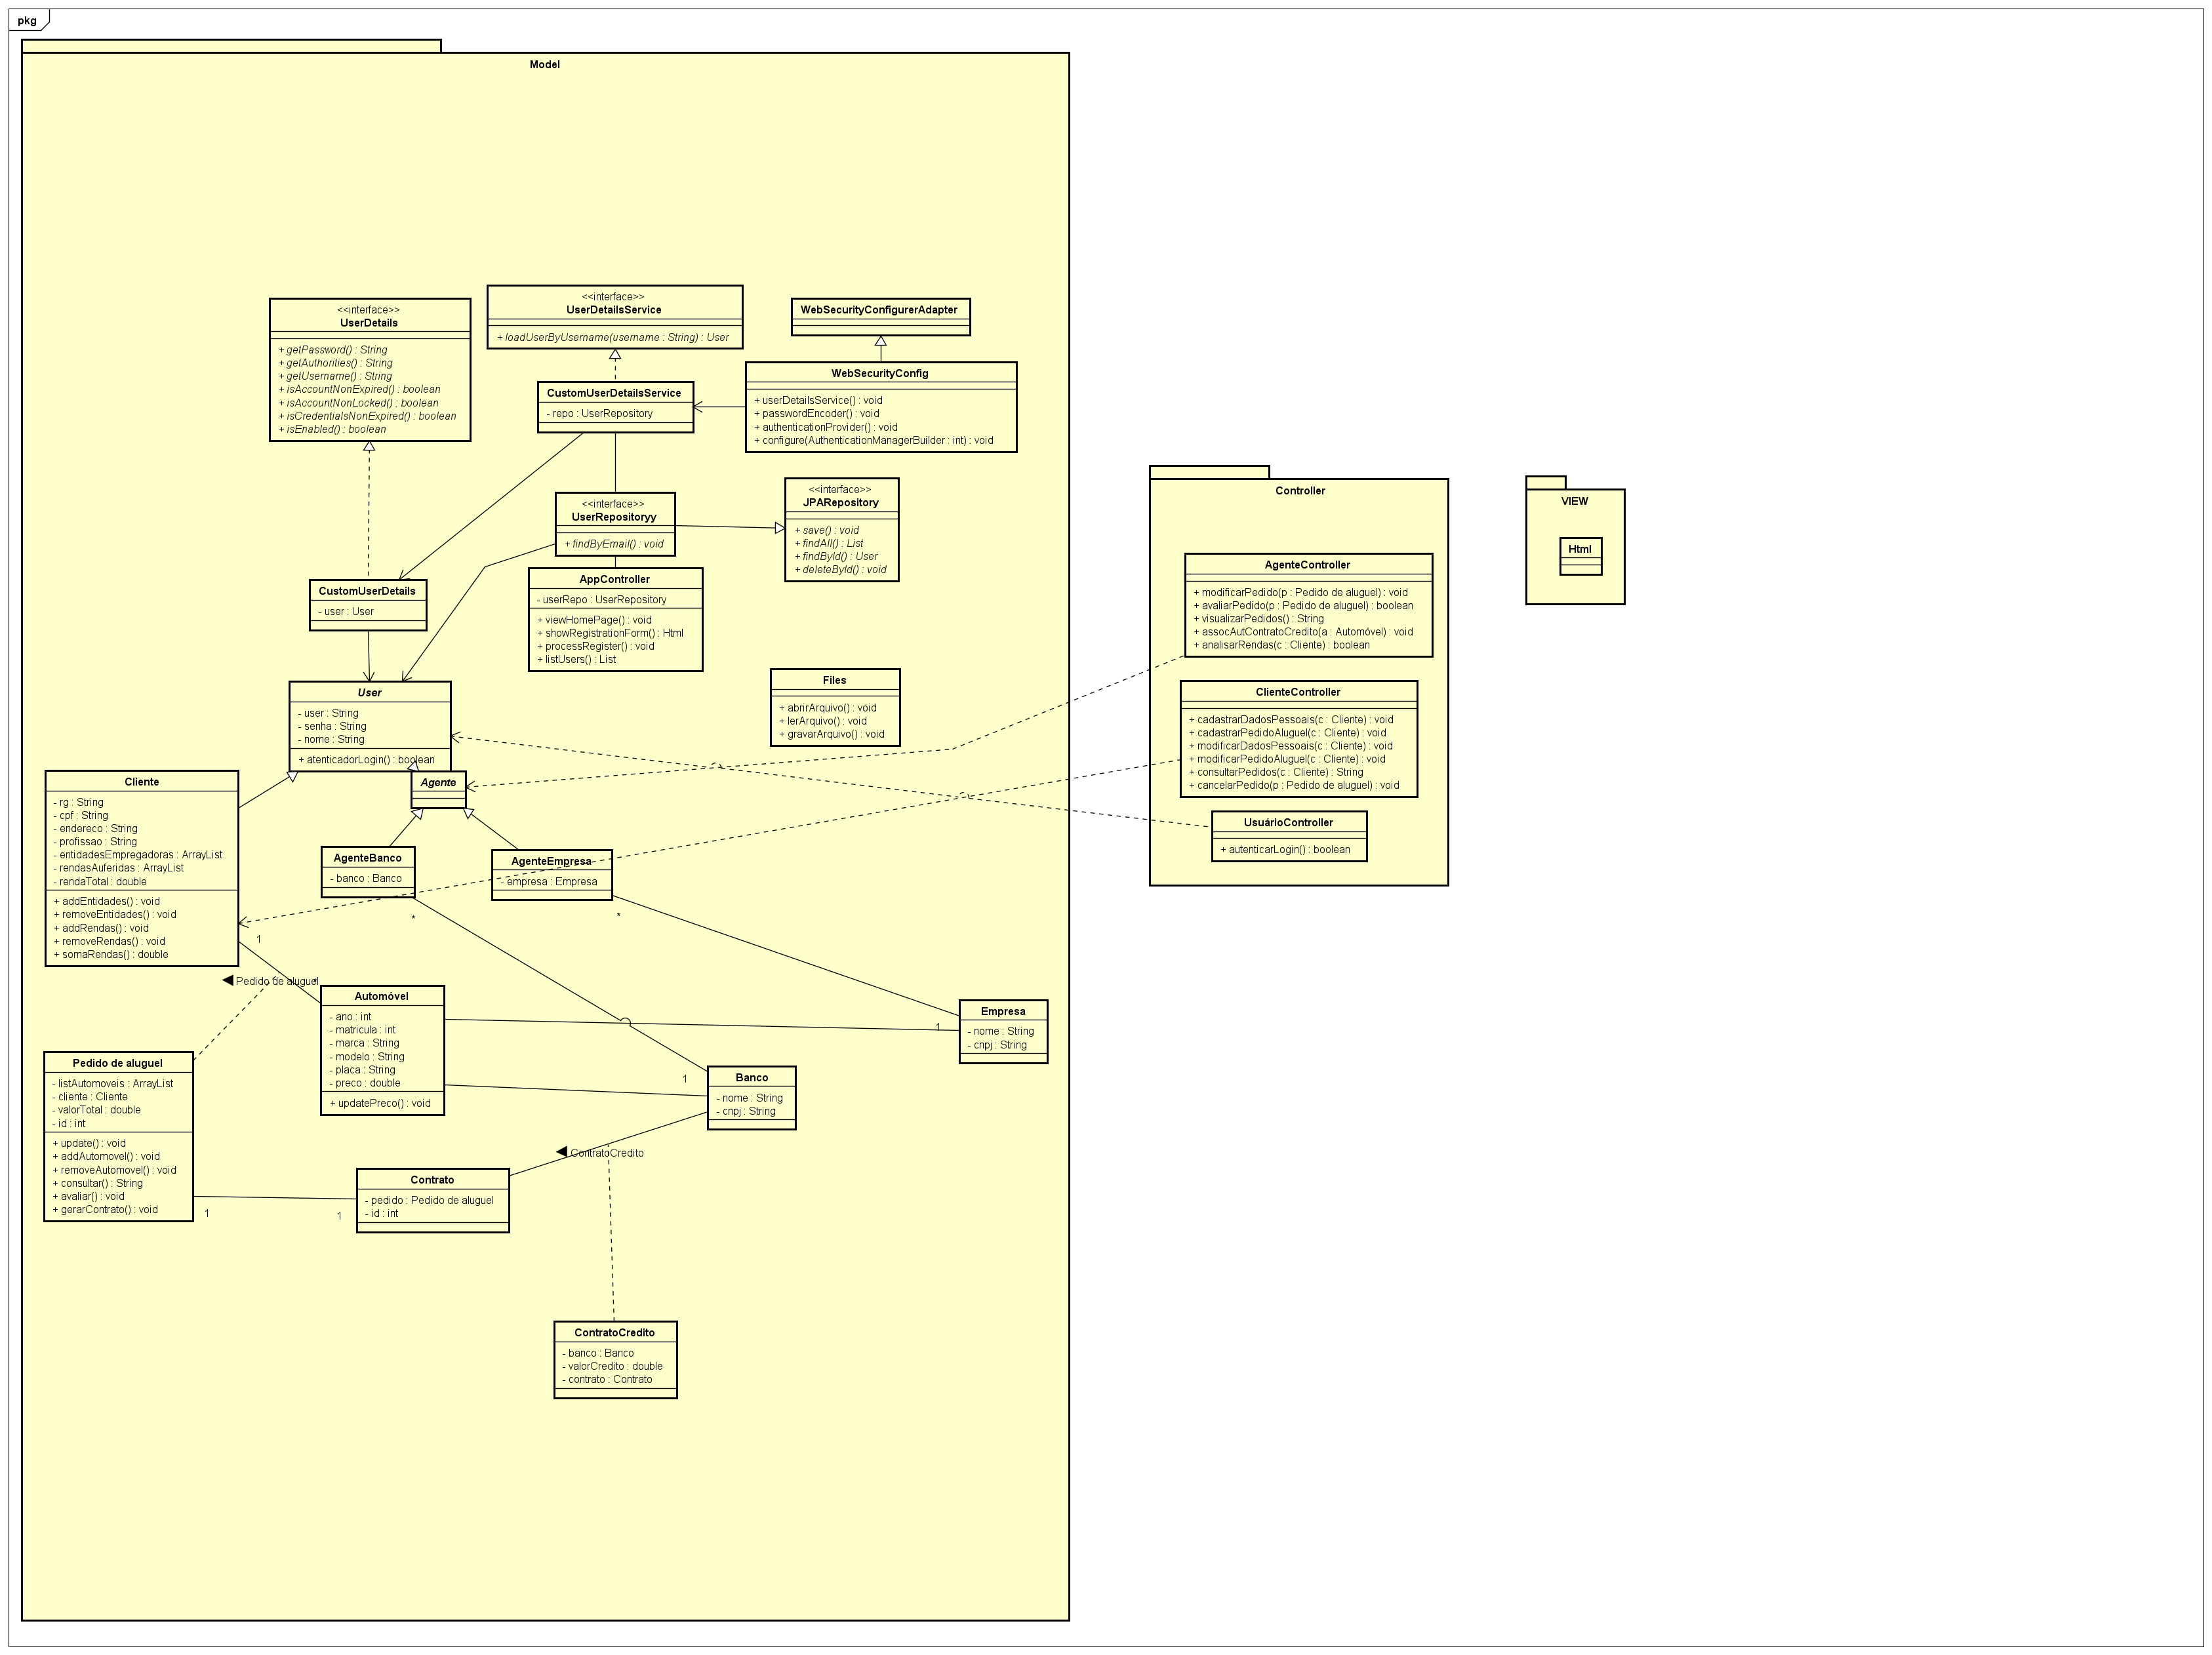 pkg
Model
<<interface>>
UserDetails
+ getPassword() : String
+ getAuthorities() : String
+ getUsername() : String
+ isAccountNonExpired() : boolean
+ isAccountNonLocked() : boolean
+ isCredentialsNonExpired() : boolean
+ isEnabled() : boolean
<<interface>>
UserDetailsService
+ loadUserByUsername(username : String) : User
WebSecurityConfigurerAdapter
CustomUserDetailsService
- repo : UserRepository
WebSecurityConfig
+ userDetailsService() : void
+ passwordEncoder() : void
+ authenticationProvider() : void
+ configure(AuthenticationManagerBuilder : int) : void
<<interface>>
UserRepositoryy
+ findByEmail() : void
<<interface>>
JPARepository
+ save() : void
+ findAll() : List
+ findById() : User
+ deleteById() : void
CustomUserDetails
- user : User
AppController
- userRepo : UserRepository
+ viewHomePage() : void
+ showRegistrationForm() : Html
+ processRegister() : void
+ listUsers() : List
User
- user : String
- senha : String
- nome : String
+ atenticadorLogin() : boolean
Files
+ abrirArquivo() : void
+ lerArquivo() : void
+ gravarArquivo() : void
Cliente
- rg : String
- cpf : String
- endereco : String
- profissao : String
- entidadesEmpregadoras : ArrayList
- rendasAuferidas : ArrayList
- rendaTotal : double
+ addEntidades() : void
+ removeEntidades() : void
+ addRendas() : void
+ removeRendas() : void
+ somaRendas() : double
Agente
AgenteBanco
- banco : Banco
AgenteEmpresa
- empresa : Empresa
*
*
1
Pedido de aluguel
*
Automóvel
- ano : int
- matricula : int
- marca : String
- modelo : String
- placa : String
- preco : double
+ updatePreco() : void
Empresa
- nome : String
- cnpj : String
1
Pedido de aluguel
- listAutomoveis : ArrayList
- cliente : Cliente
- valorTotal : double
- id : int
+ update() : void
+ addAutomovel() : void
+ removeAutomovel() : void
+ consultar() : String
+ avaliar() : void
+ gerarContrato() : void
1
Banco
- nome : String
- cnpj : String
ContratoCredito
Contrato
- pedido : Pedido de aluguel
- id : int
1
1
ContratoCredito
- banco : Banco
- valorCredito : double
- contrato : Contrato
Controller
AgenteController
+ modificarPedido(p : Pedido de aluguel) : void
+ avaliarPedido(p : Pedido de aluguel) : boolean
+ visualizarPedidos() : String
+ assocAutContratoCredito(a : Automóvel) : void
+ analisarRendas(c : Cliente) : boolean
ClienteController
+ cadastrarDadosPessoais(c : Cliente) : void
+ cadastrarPedidoAluguel(c : Cliente) : void
+ modificarDadosPessoais(c : Cliente) : void
+ modificarPedidoAluguel(c : Cliente) : void
+ consultarPedidos(c : Cliente) : String
+ cancelarPedido(p : Pedido de aluguel) : void
UsuárioController
+ autenticarLogin() : boolean
VIEW
Html